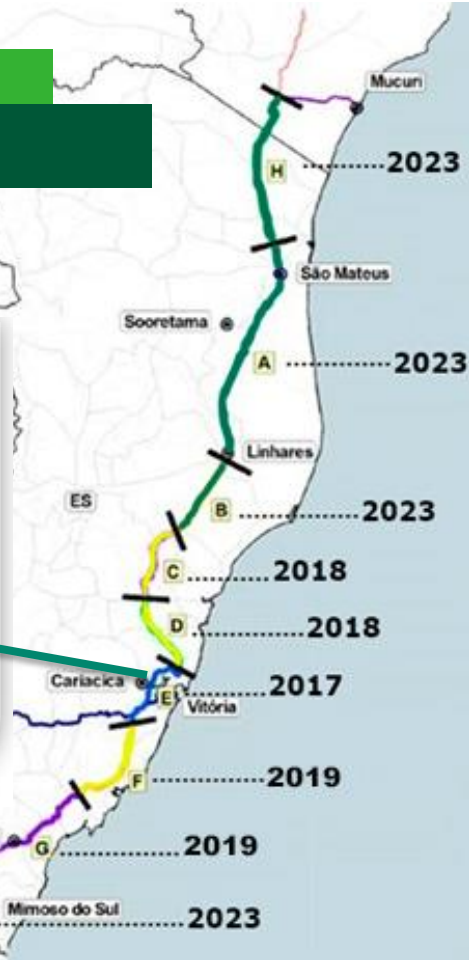 Mucuri
H ........... 2023
São Mateus
Sooretama
A ........... 2023
Linhares
ES
B ............ 2023
C ......... 2018
D ............ 2018
Cariacica
E ......... 2017
Vitória
F ............ 2019
G ............. 2019
Mimoso do Sul
.................... 2023